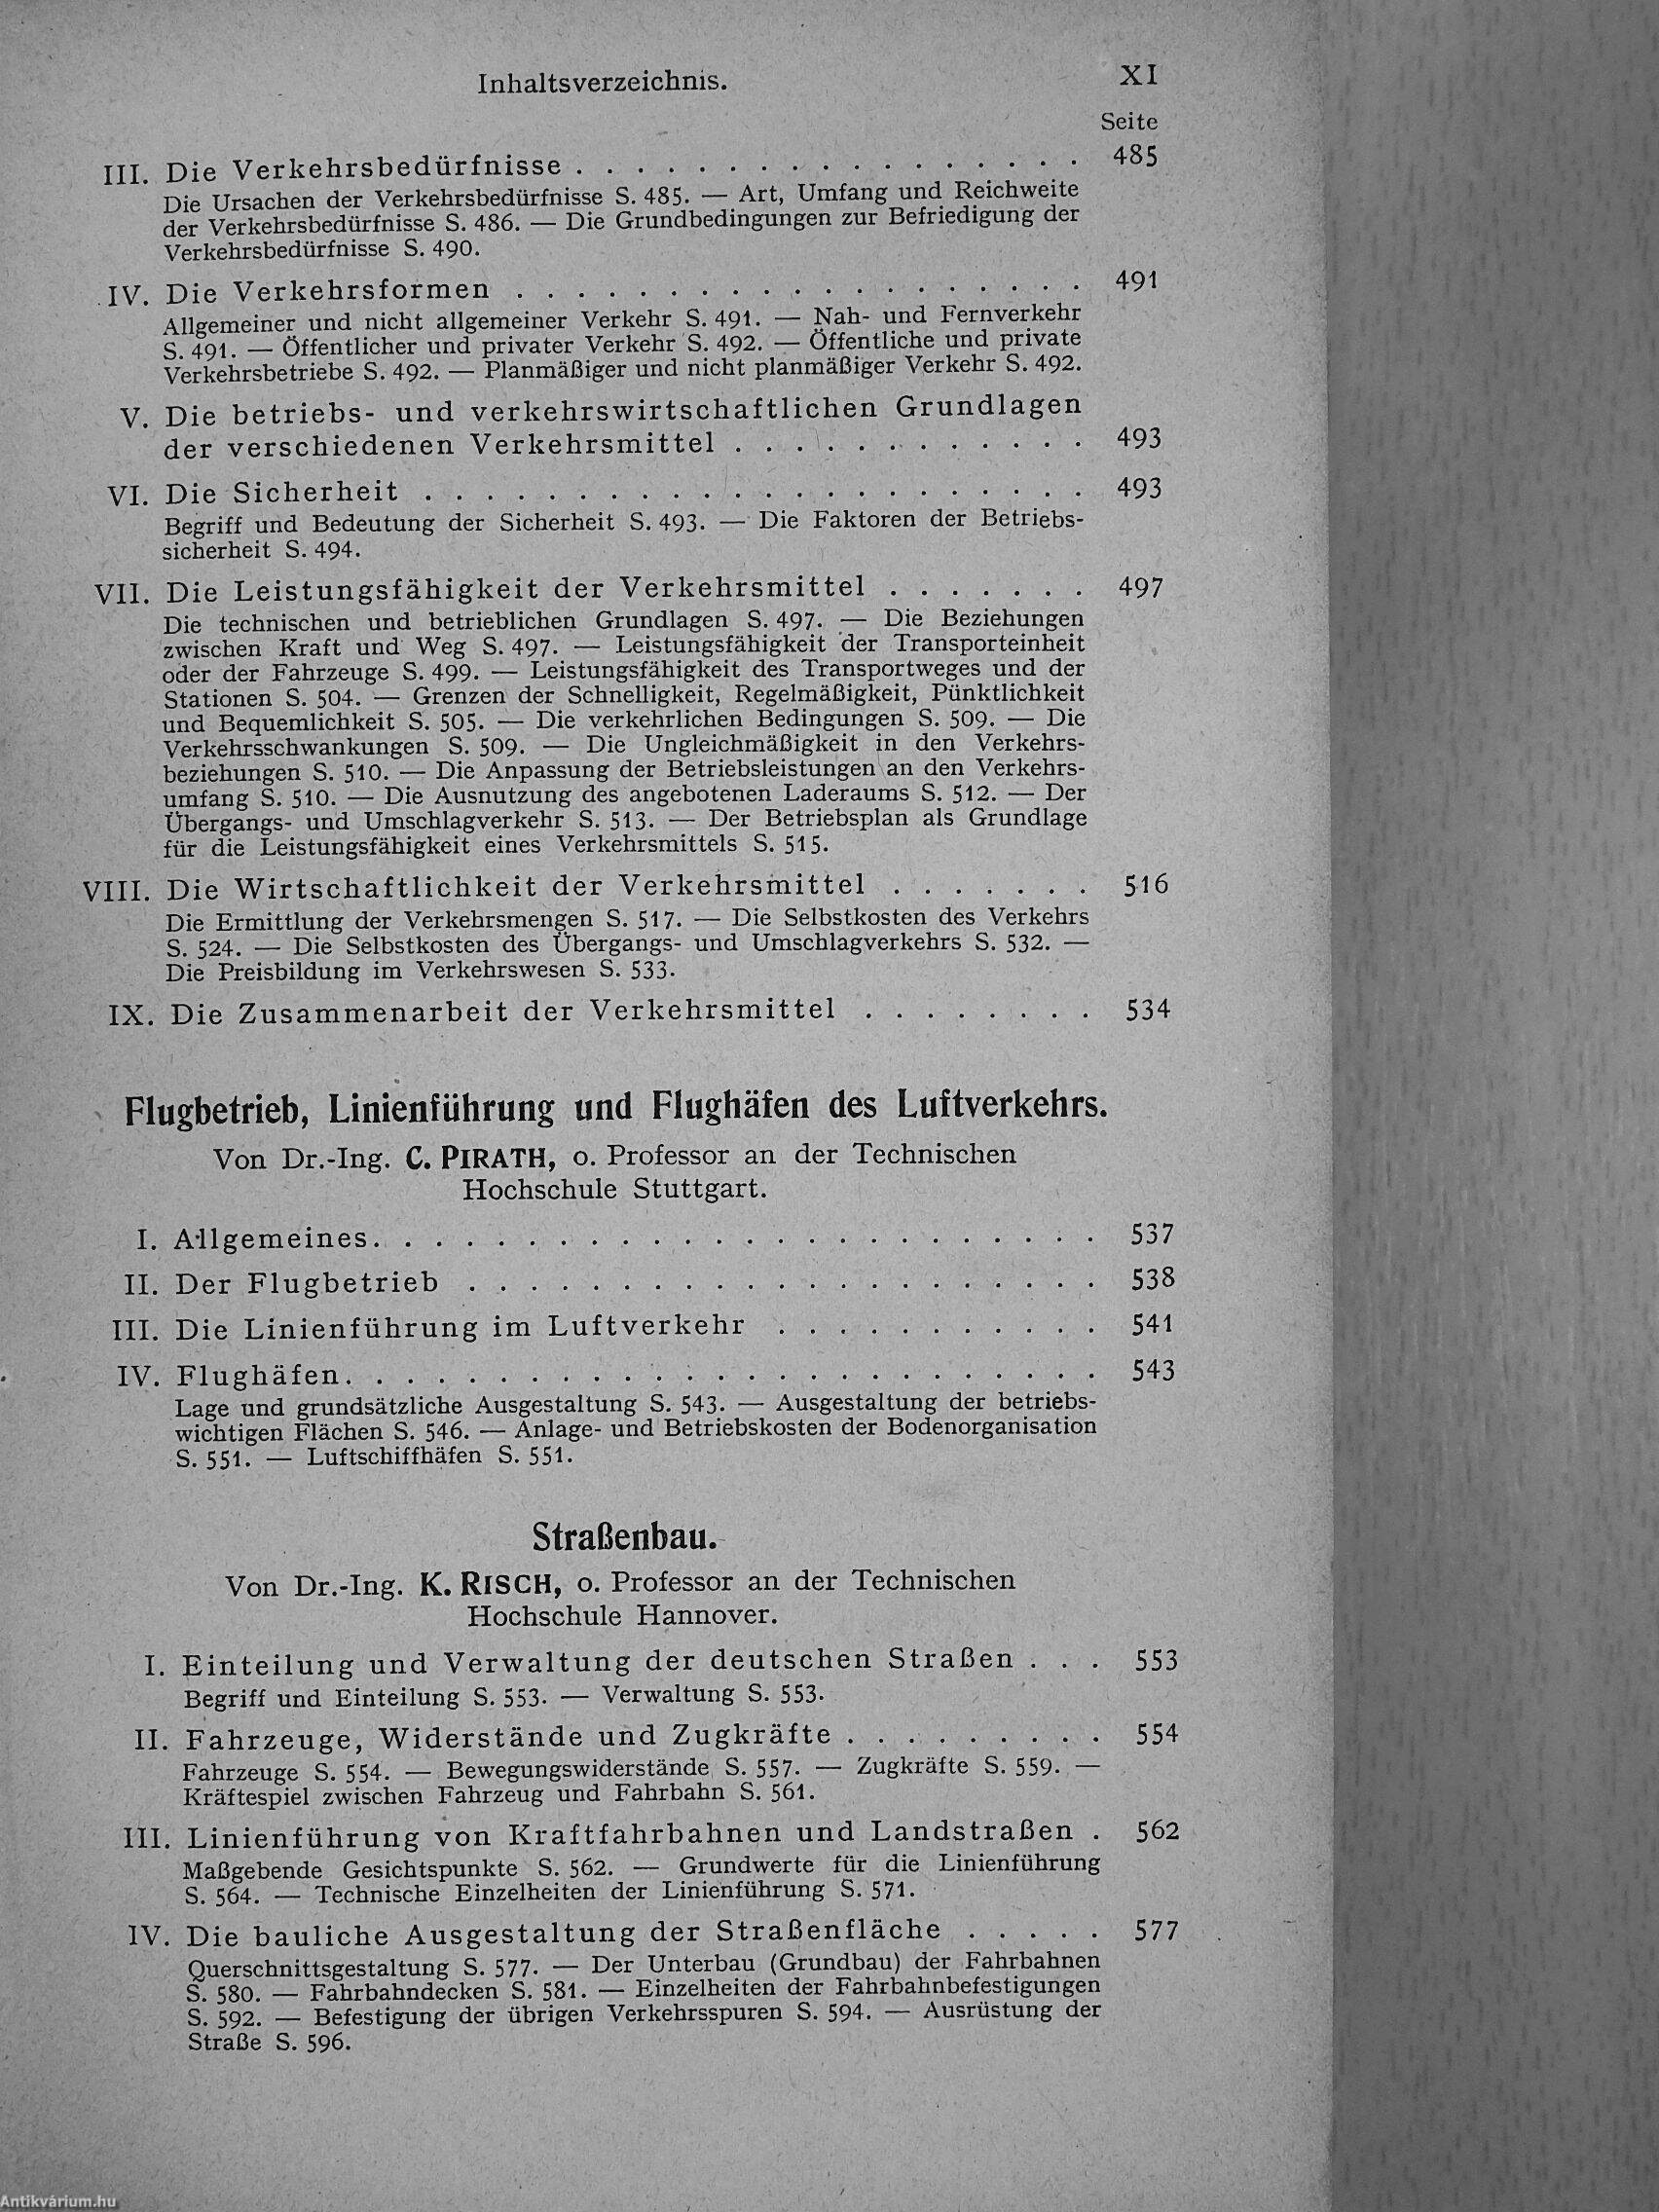 Inhaltsverzeichnis. XI
Seite
III. Die Verkehrsbedürfnisse . . . . . . . . . . . . . . . . . 485
Die Ursachen der Verkehrsbedürfnisse S. 485. — Art, Umfang und Reichweite
der Verkehrsbedürfnisse S. 486. — Die Grundbedingungen zur Befriedigung der
Verkehrsbedürfnisse S. 490.
IV. Die Verkehrsformen . . . . . . . . . . . . . . . . . . . 491
Allgemeiner und nicht allgemeiner Verkehr S. 491. — Nah- und Fernverkehr
S. 491. — Öffentlicher und privater Verkehr S. 492. — Öffentliche und private
Verkehrsbetriebe S. 492. — Planmäßiger und nicht planmäßiger Verkehr S. 492.
V. Die betriebs- und verkehrswirtschaftlichen Grundlagen
der verschiedenen Verkehrsmittel . . . . . . . . . . . . 493
VI. Die Sicherheit . . . . . . . . . . . . . . . . . . . . . . 493
Begriff und Bedeutung der Sicherheit S. 493. — Die Faktoren der Betriebs-
sicherheit S. 494.
VII. Die Leistungsfähigkeit der Verkehrsmittel . . . . . . . 497
Die technischen und betrieblichen Grundlagen S. 497. — Die Beziehungen
zwischen Kraft und Weg S. 497. — Leistungsfähigkeit der Transporteinheit
oder der Fahrzeuge S. 499. — Leistungsfähigkeit des Transportweges und der
Stationen S. 504. — Grenzen der Schnelligkeit, Regelmäßigkeit, Pünktlichkeit
und Bequemlichkeit S. 505. — Die verkehrlichen Bedingungen S. 509. — Die
Verkehrsschwankungen S. 509. — Die Ungleichmäßigkeit in den Verkehrs-
beziehungen S. 510. — Die Anpassung der Betriebsleistungen an den Verkehrs-
umfang S. 510. — Die Ausnutzung des angebotenen Laderaums S. 512. — Der
Übergangs- und Umschlagverkehr S. 513. — Der Betriebsplan als Grundlage
für die Leistungsfähigkeit eines Verkehrsmittels S. 515.
VIII. Die Wirtschaftlichkeit der Verkehrsmittel . . . . . . . 516
Die Ermittlung der Verkehrsmengen S. 517. — Die Selbstkosten des Verkehrs
S. 524. — Die Selbstkosten des Übergangs- und Umschlagverkehrs S. 532. —
Die Preisbildung im Verkehrswesen S. 533.
IX. Die Zusammenarbeit der Verkehrsmittel . . . . . . . . 534
Flugbetrieb, Linienführung und Flughäfen des Luftverkehrs.
Von Dr.-Ing. C. PIRATH, o. Professor an der Technischen
Hochschule Stuttgart.
I. Allgemeines . . . . . . . . . . . . . . . . . . . . . . . . 537
II. Der Flugbetrieb . . . . . . . . . . . . . . . . . . . . . 538
III. Die Linienführung im Luftverkehr . . . . . . . . . . . 541
IV. Flughäfen . . . . . . . . . . . . . . . . . . . . . . . . . 543
Lage und grundsätzliche Ausgestaltung S. 543. — Ausgestaltung der betriebs-
wichtigen Flächen S. 546. — Anlage- und Betriebskosten der Bodenorganisation
S. 551. — Luftschiffhäfen S. 551.
Straßenbau.
Von Dr.-Ing. K. RISCH, o. Professor an der Technischen
Hochschule Hannover.
I. Einteilung und Verwaltung der deutschen Straßen . . . 553
Begriff und Einteilung S. 553. — Verwaltung S. 553.
II. Fahrzeuge, Widerstände und Zugkräfte . . . . . . . . . 554
Fahrzeuge S. 554. — Bewegungswiderstände S. 557. — Zugkräfte S. 559. —
Kräftespiel zwischen Fahrzeug und Fahrbahn S. 561.
III. Linienführung von Kraftfahrbahnen und Landstraßen . 562
Maßgebende Gesichtspunkte S. 562. — Grundwerte für die Linienführung
S. 564. — Technische Einzelheiten der Linienführung S. 571.
IV. Die bauliche Ausgestaltung der Straßenfläche . . . . . 577
Querschnittsgestaltung S. 577. — Der Unterbau (Grundbau) der Fahrbahnen
S. 580. — Fahrbahndecken S. 581. — Einzelheiten der Fahrbahnbefestigungen
S. 592. — Befestigung der übrigen Verkehrsspuren S. 594. — Ausrüstung der
Straße S. 596.
Antikvárium.hu